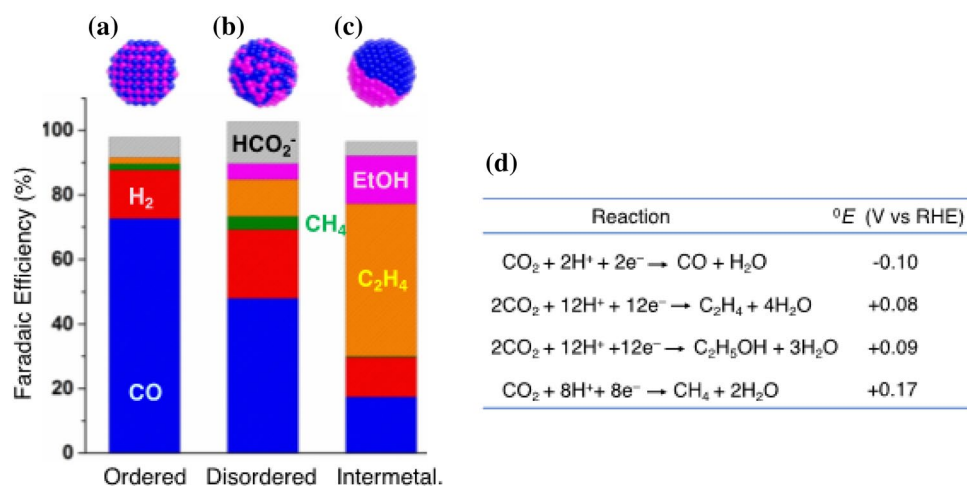 (a) (b) (c)
Faradaic Efficiency (%)
100
80
60
40
20
0
HCO₂⁻
H₂
EtOH
CH₄
C₂H₄
CO
Ordered Disordered Intermetal.
(d)
Reaction ⁰E (V vs RHE)
CO₂ + 2H⁺ + 2e⁻ → CO + H₂O -0.10
2CO₂ + 12H⁺ + 12e⁻ → C₂H₄ + 4H₂O +0.08
2CO₂ + 12H⁺ +12e⁻ → C₂H₅OH + 3H₂O +0.09
CO₂ + 8H⁺+ 8e⁻ → CH₄ + 2H₂O +0.17